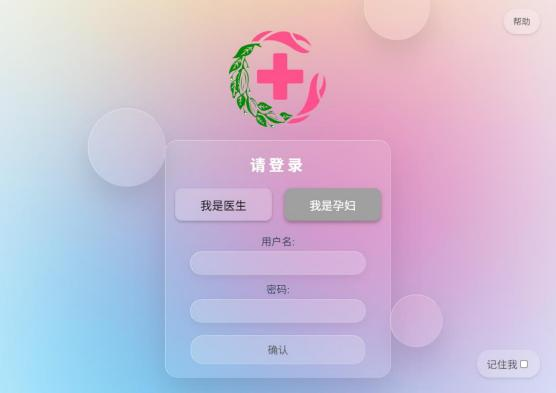 帮助
请登录
我是医生 我是孕妇
用户名:
密码:
确认
记住我